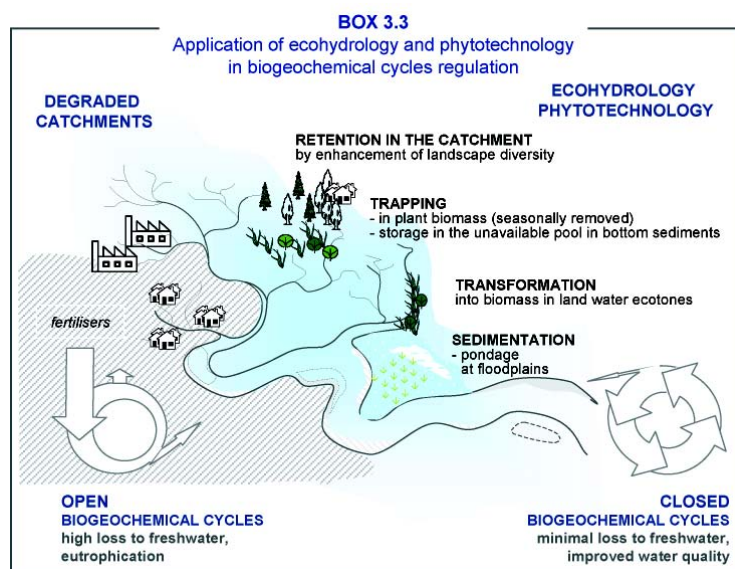 BOX 3.3
Application of ecohydrology and phytotechnology
in biogeochemical cycles regulation
DEGRADED
CATCHMENTS
ECOHYDROLOGY
PHYTOTECHNOLOGY
RETENTION IN THE CATCHMENT
by enhancement of landscape diversity
TRAPPING
- in plant biomass (seasonally removed)
- storage in the unavailable pool in bottom sediments
TRANSFORMATION
into biomass in land water ecotones
fertilisers
SEDIMENTATION
- pondage
at floodplains
OPEN
BIOGEOCHEMICAL CYCLES
high loss to freshwater,
eutrophication
CLOSED
BIOGEOCHEMICAL CYCLES
minimal loss to freshwater,
improved water quality